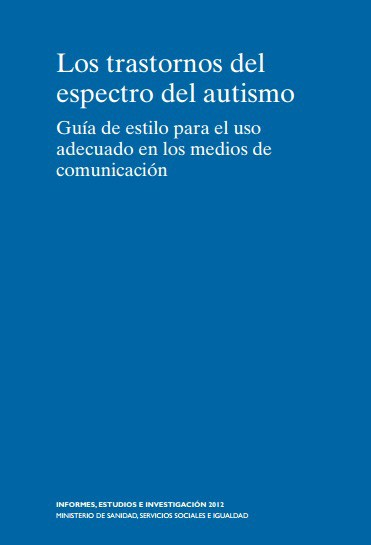 Los trastornos del
espectro del autismo
Guía de estilo para el uso
adecuado en los medios de
comunicación
INFORMES, ESTUDIOS E INVESTIGACIÓN 2012
MINISTERIO DE SANIDAD, SERVICIOS SOCIALES E IGUALDAD